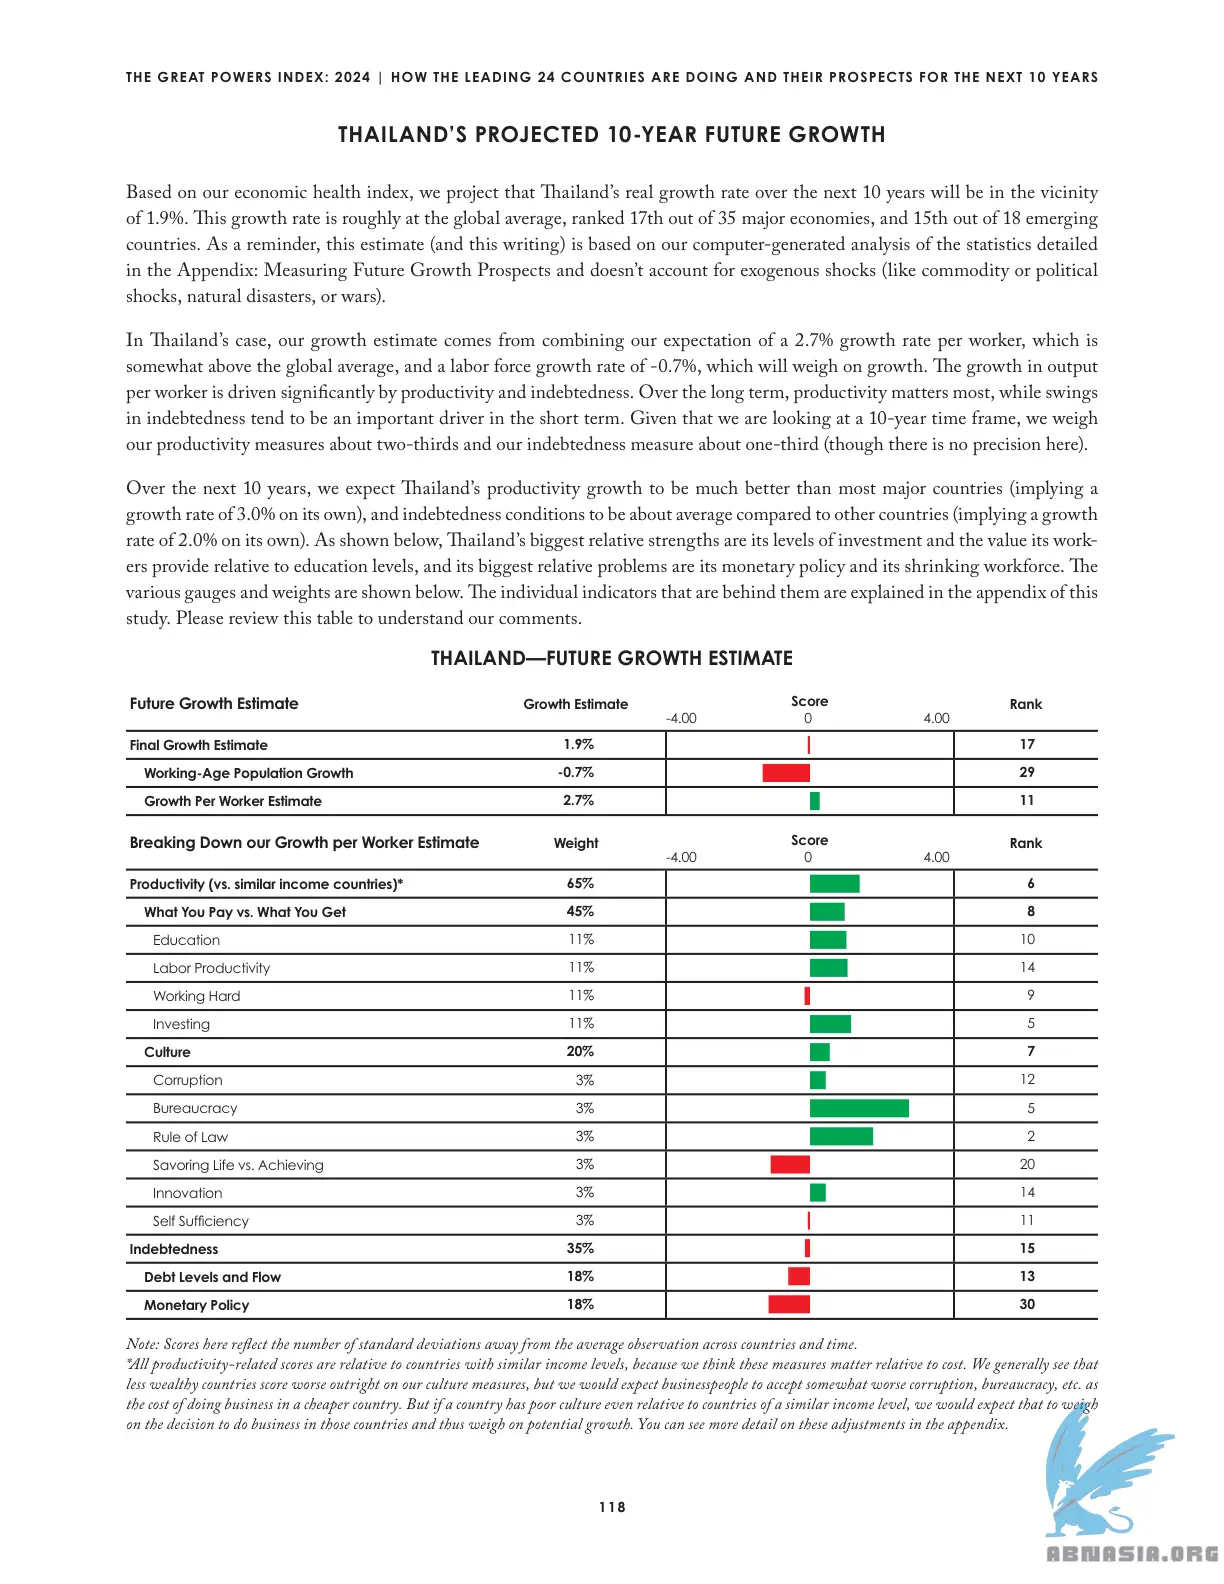 THE GREAT POWERS INDEX: 2024 | HOW THE LEADING 24 COUNTRIES ARE DOING AND THEIR PROSPECTS FOR THE NEXT 10 YEARS
THAILAND’S PROJECTED 10-YEAR FUTURE GROWTH
Based on our economic health index, we project that Thailand’s real growth rate over the next 10 years will be in the vicinity
of 1.9%. This growth rate is roughly at the global average, ranked 17th out of 35 major economies, and 15th out of 18 emerging
countries. As a reminder, this estimate (and this writing) is based on our computer-generated analysis of the statistics detailed
in the Appendix: Measuring Future Growth Prospects and doesn’t account for exogenous shocks (like commodity or political
shocks, natural disasters, or wars).
In Thailand’s case, our growth estimate comes from combining our expectation of a 2.7% growth rate per worker, which is
somewhat above the global average, and a labor force growth rate of -0.7%, which will weigh on growth. The growth in output
per worker is driven significantly by productivity and indebtedness. Over the long term, productivity matters most, while swings
in indebtedness tend to be an important driver in the short term. Given that we are looking at a 10-year time frame, we weigh
our productivity measures about two-thirds and our indebtedness measure about one-third (though there is no precision here).
Over the next 10 years, we expect Thailand’s productivity growth to be much better than most major countries (implying a
growth rate of 3.0% on its own), and indebtedness conditions to be about average compared to other countries (implying a growth
rate of 2.0% on its own). As shown below, Thailand’s biggest relative strengths are its levels of investment and the value its work-
ers provide relative to education levels, and its biggest relative problems are its monetary policy and its shrinking workforce. The
various gauges and weights are shown below. The individual indicators that are behind them are explained in the appendix of this
study. Please review this table to understand our comments.
THAILAND—FUTURE GROWTH ESTIMATE
Future Growth Estimate Growth Estimate Score Rank
-4.00 0 4.00
Final Growth Estimate 1.9% 17
Working-Age Population Growth -0.7% 29
Growth Per Worker Estimate 2.7% 11
Breaking Down our Growth per Worker Estimate Weight Score Rank
-4.00 0 4.00
Productivity (vs. similar income countries)* 65% 6
What You Pay vs. What You Get 45% 8
Education 11% 10
Labor Productivity 11% 14
Working Hard 11% 9
Investing 11% 5
Culture 20% 7
Corruption 3% 12
Bureaucracy 3% 5
Rule of Law 3% 2
Savoring Life vs. Achieving 3% 20
Innovation 3% 14
Self Sufficiency 3% 11
Indebtedness 35% 15
Debt Levels and Flow 18% 13
Monetary Policy 18% 30
Note: Scores here reflect the number of standard deviations away from the average observation across countries and time.
*All productivity-related scores are relative to countries with similar income levels, because we think these measures matter relative to cost. We generally see that
less wealthy countries score worse outright on our culture measures, but we would expect businesspeople to accept somewhat worse corruption, bureaucracy, etc. as
the cost of doing business in a cheaper country. But if a country has poor culture even relative to countries of a similar income level, we would expect that to weigh
on the decision to do business in those countries and thus weigh on potential growth. You can see more detail on these adjustments in the appendix.
118
ABNASIA.ORG